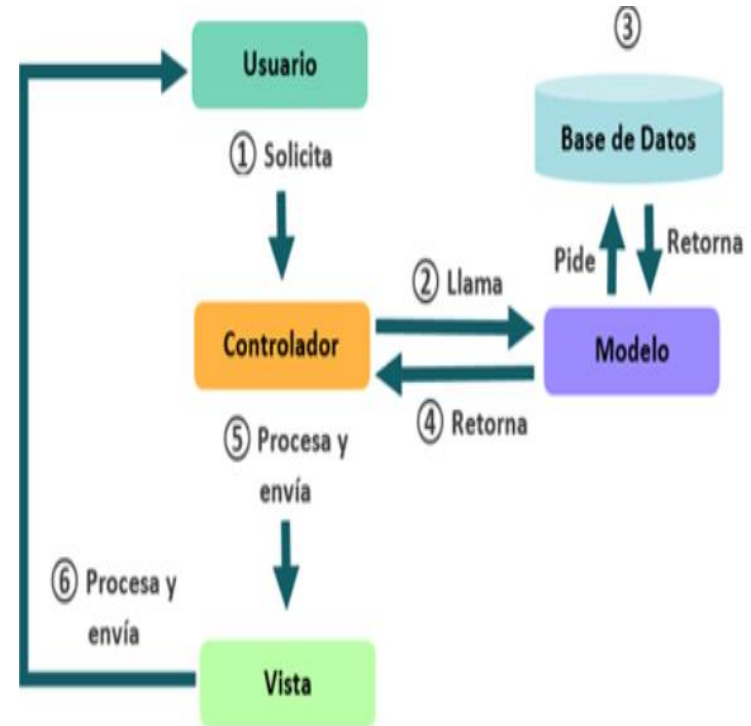 ③
Usuario
Base de Datos
① Solicita
Pide
Retorna
② Llama
Controlador
Modelo
④ Retorna
⑤ Procesa y
envía
⑥ Procesa y
envía
Vista